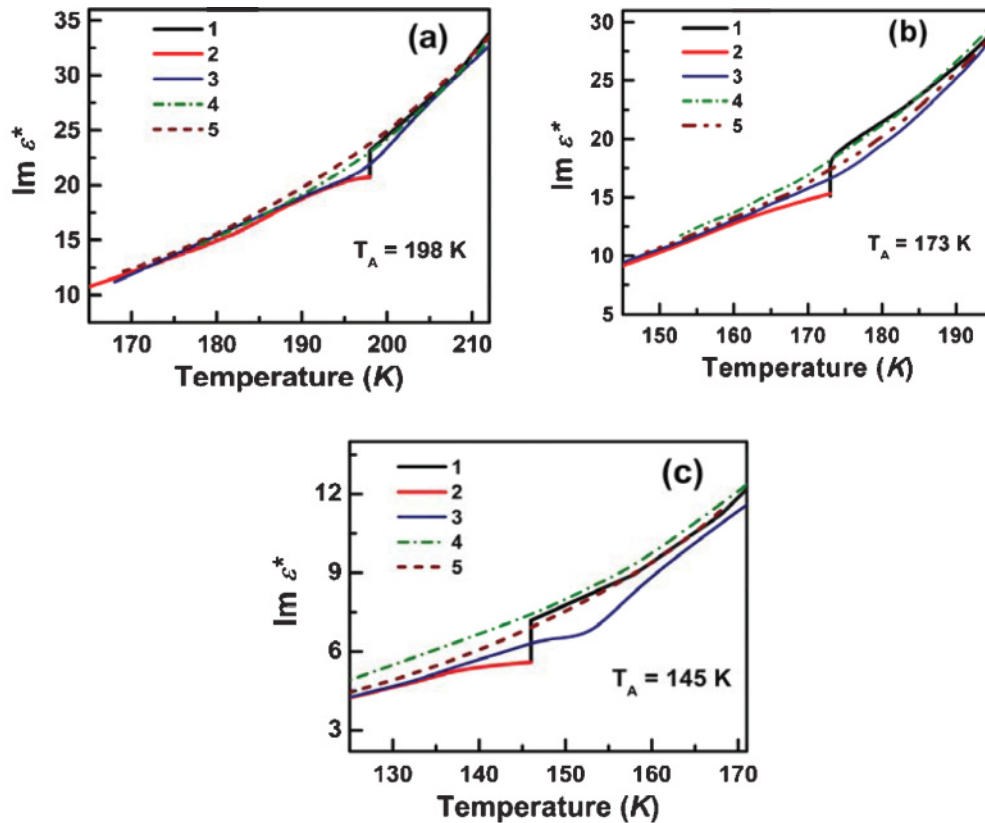 (a)
35
30
25
20
15
10
1
2
3
4
5
Im ε*
T_A = 198 K
170 180 190 200 210
Temperature (K)
(b)
30
25
20
15
10
5
1
2
3
4
5
Im ε*
T_A = 173 K
150 160 170 180 190
Temperature (K)
(c)
12
9
6
3
1
2
3
4
5
Im ε*
T_A = 145 K
130 140 150 160 170
Temperature (K)